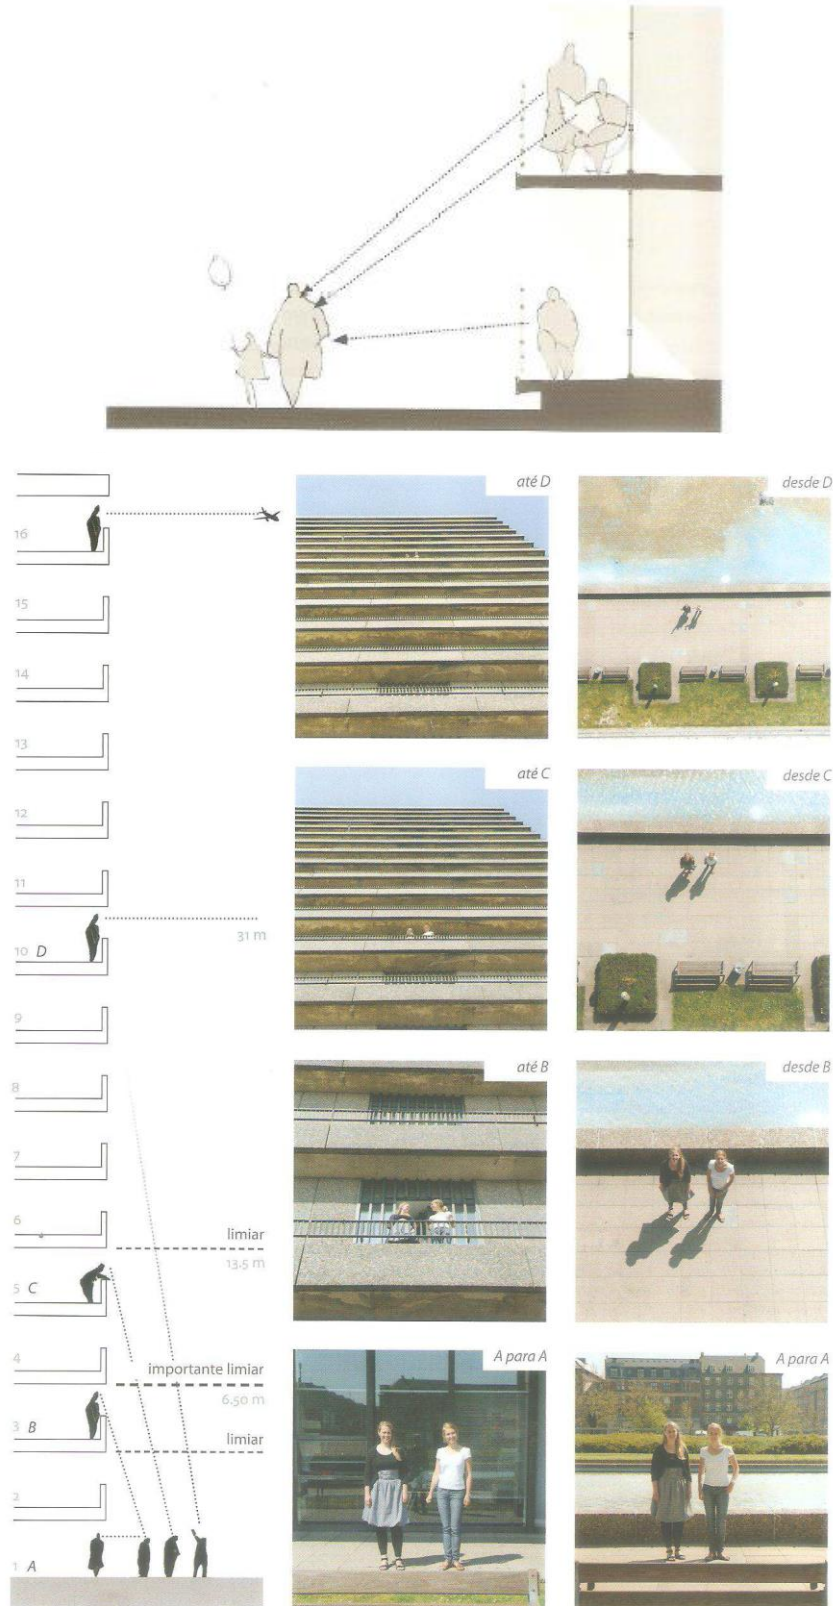 até D
desde D
16
15
14
13
12
até C
desde C
11
31 m
10 D
9
8
até B
desde B
7
6
limiar
13.5 m
5 C
4
importante limiar
6.50 m
A para A
A para A
3 B
limiar
2
1 A